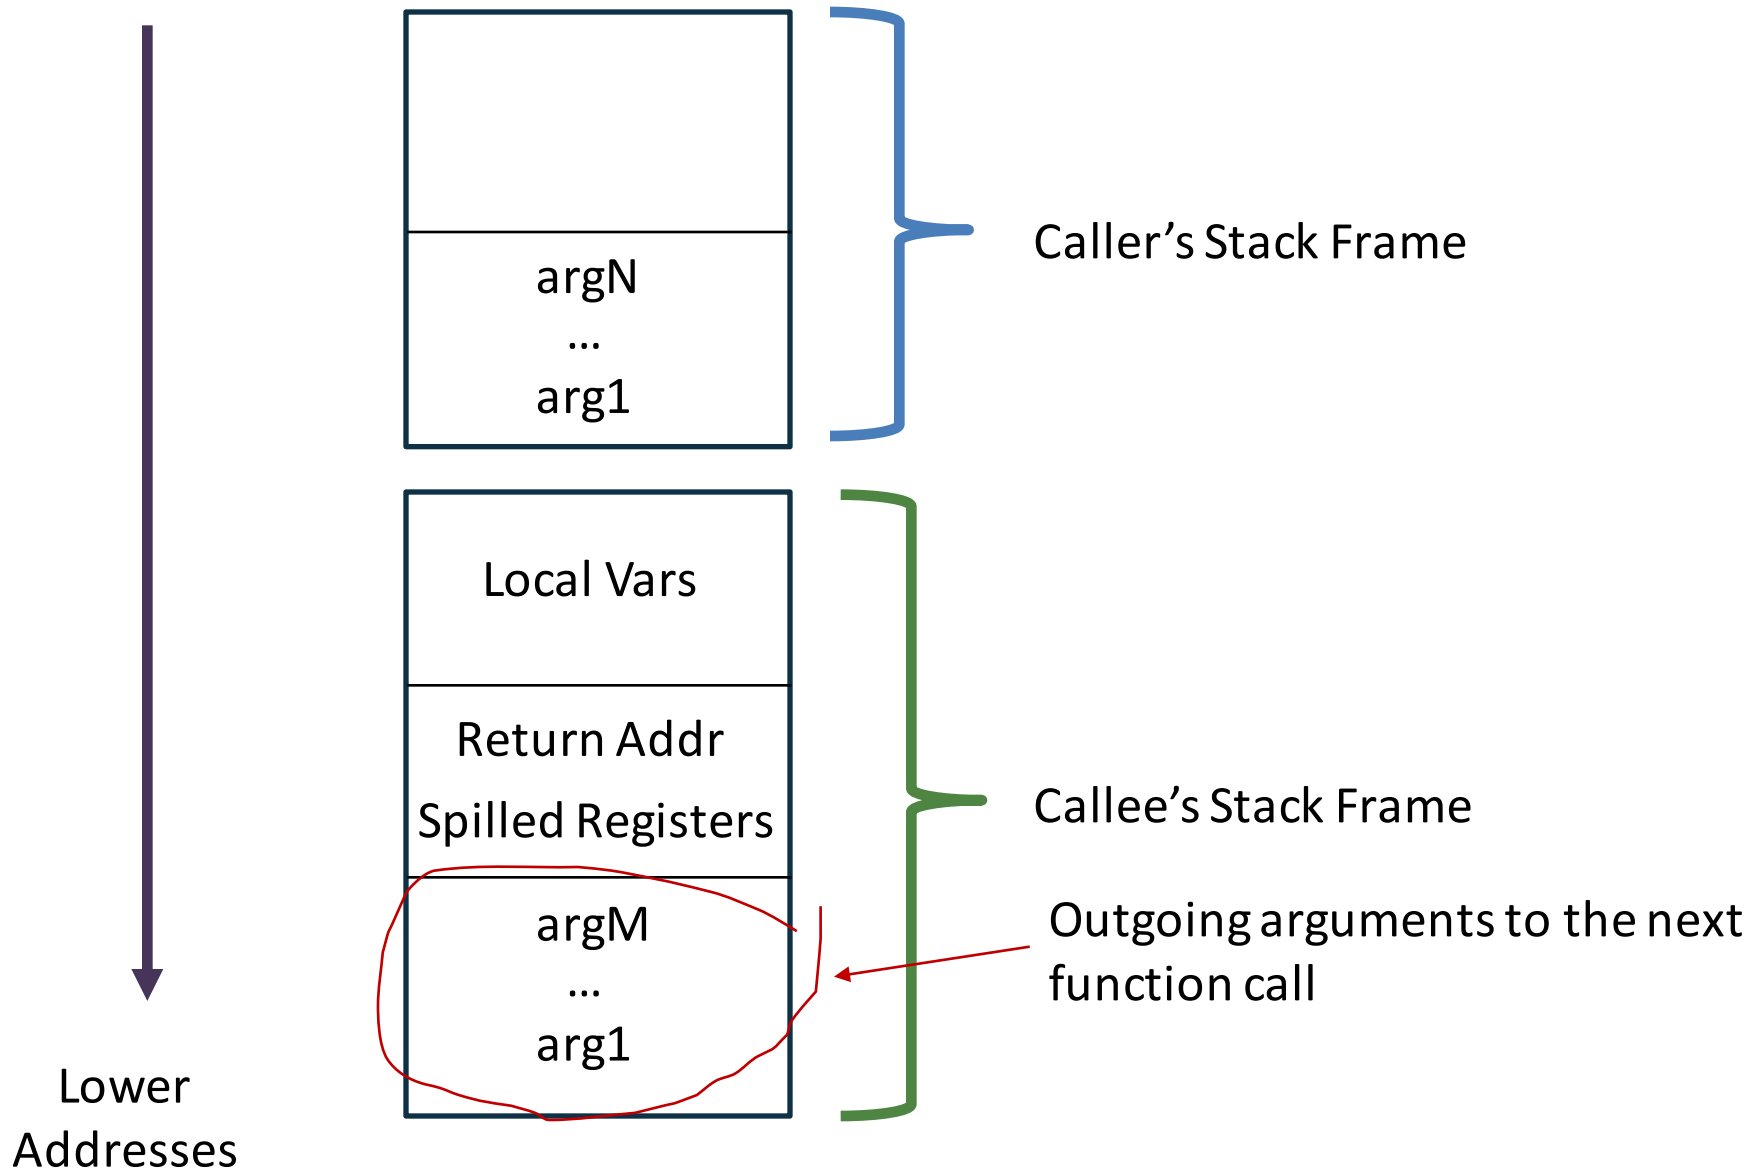 argN
...
arg1
Caller's Stack Frame
Local Vars
Return Addr
Spilled Registers
argM
...
arg1
Callee's Stack Frame
Outgoing arguments to the next
function call
Lower
Addresses